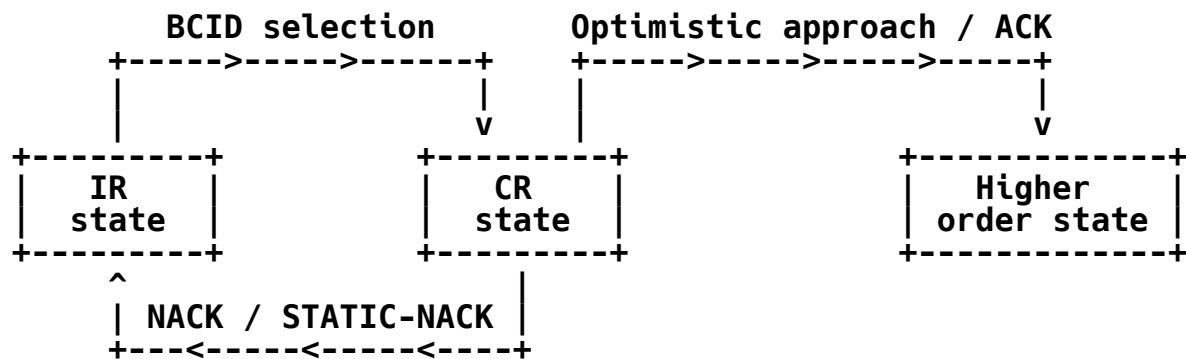 BCID selection Optimistic approach / ACK
IR CR Higher
state state order state
NACK / STATIC-NACK